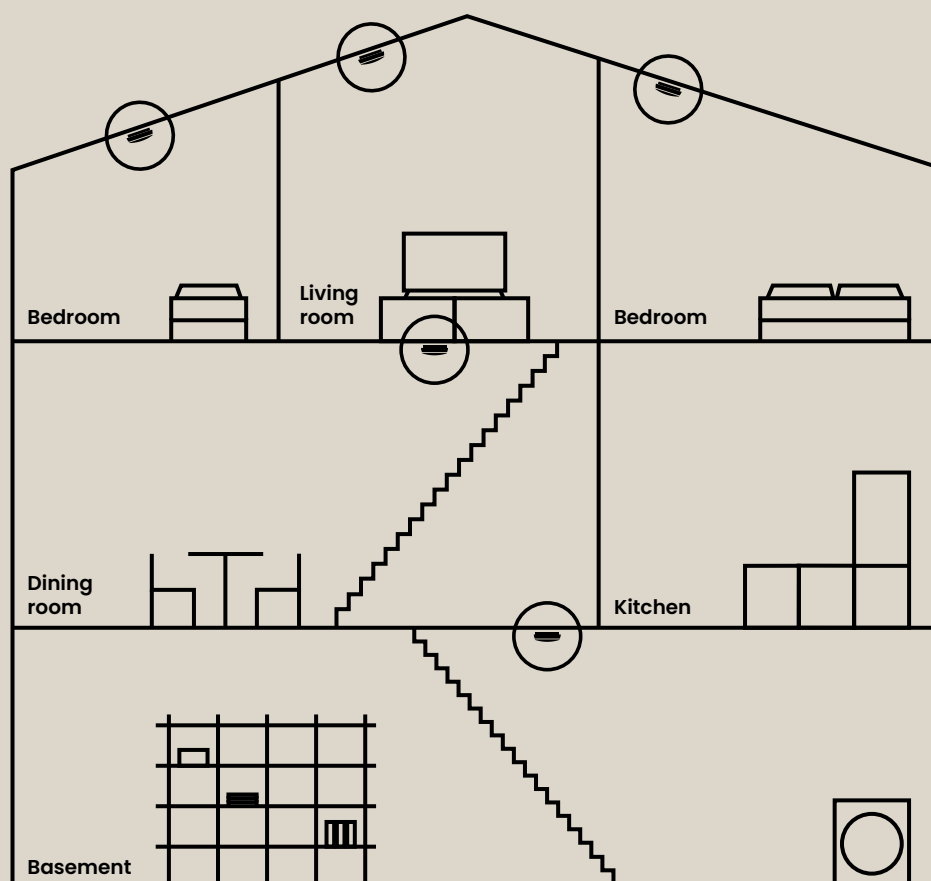 Bedroom
Living
room
Bedroom
Dining
room
Kitchen
Basement